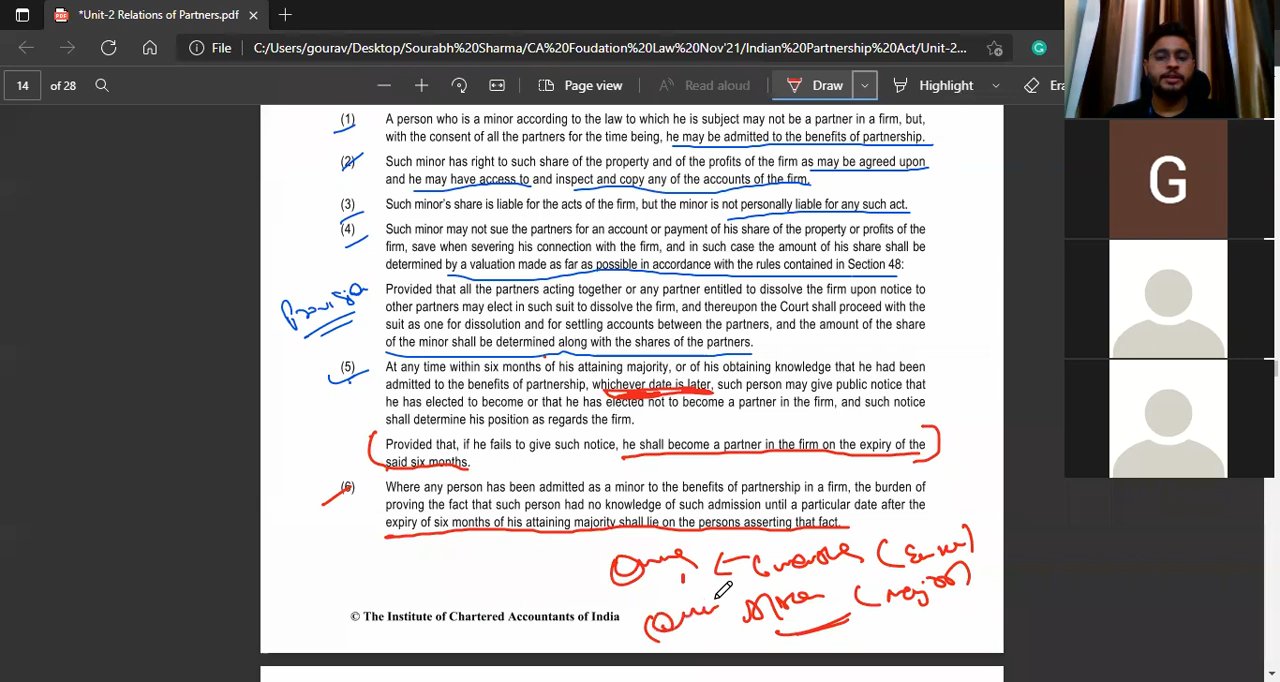 *Unit-2 Relations of Partners.pdf
File C:/Users/gourav/Desktop/Sourabh%20Sharma/CA%20Foudation%20Law%20Nov'21/Indian%20Partnership%20Act/Unit-2...
14 of 28 Page view Read aloud Draw Highlight Era
(1) A person who is a minor according to the law to which he is subject may not be a partner in a firm, but,
with the consent of all the partners for the time being, he may be admitted to the benefits of partnership.
(2) Such minor has right to such share of the property and of the profits of the firm as may be agreed upon
and he may have access to and inspect and copy any of the accounts of the firm.
(3) Such minor's share is liable for the acts of the firm, but the minor is not personally liable for any such act.
(4) Such minor may not sue the partners for an account or payment of his share of the property or profits of the
firm, save when severing his connection with the firm, and in such case the amount of his share shall be
determined by a valuation made as far as possible in accordance with the rules contained in Section 48:
Provided that all the partners acting together or any partner entitled to dissolve the firm upon notice to
other partners may elect in such suit to dissolve the firm, and thereupon the Court shall proceed with the
suit as one for dissolution and for settling accounts between the partners, and the amount of the share
of the minor shall be determined along with the shares of the partners.
(5) At any time within six months of his attaining majority, or of his obtaining knowledge that he had been
admitted to the benefits of partnership, whichever date is later, such person may give public notice that
he has elected to become or that he has elected not to become a partner in the firm, and such notice
shall determine his position as regards the firm.
Provided that, if he fails to give such notice, he shall become a partner in the firm on the expiry of the
said six months.
(6) Where any person has been admitted as a minor to the benefits of partnership in a firm, the burden of
proving the fact that such person had no knowledge of such admission until a particular date after the
expiry of six months of his attaining majority shall lie on the persons asserting that fact.
Minor (Major)
© The Institute of Chartered Accountants of India
G